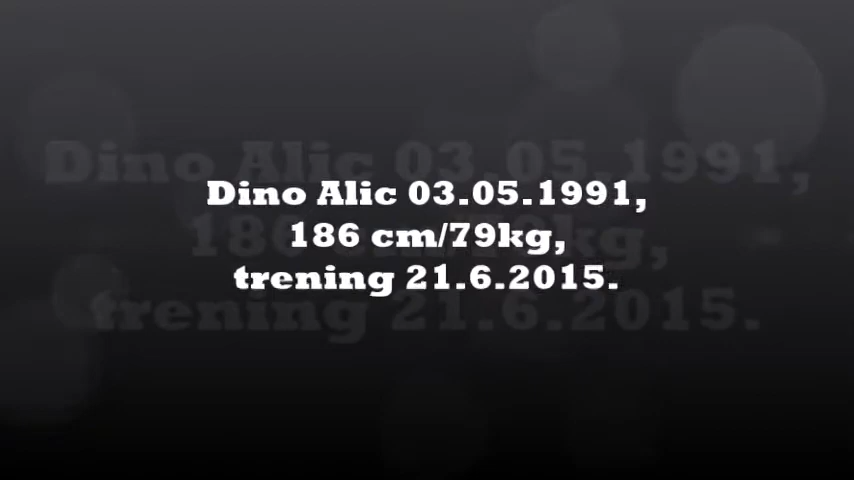 Dino Alic 03.05.1991,
186 cm/79kg,
trening 21.6.2015.